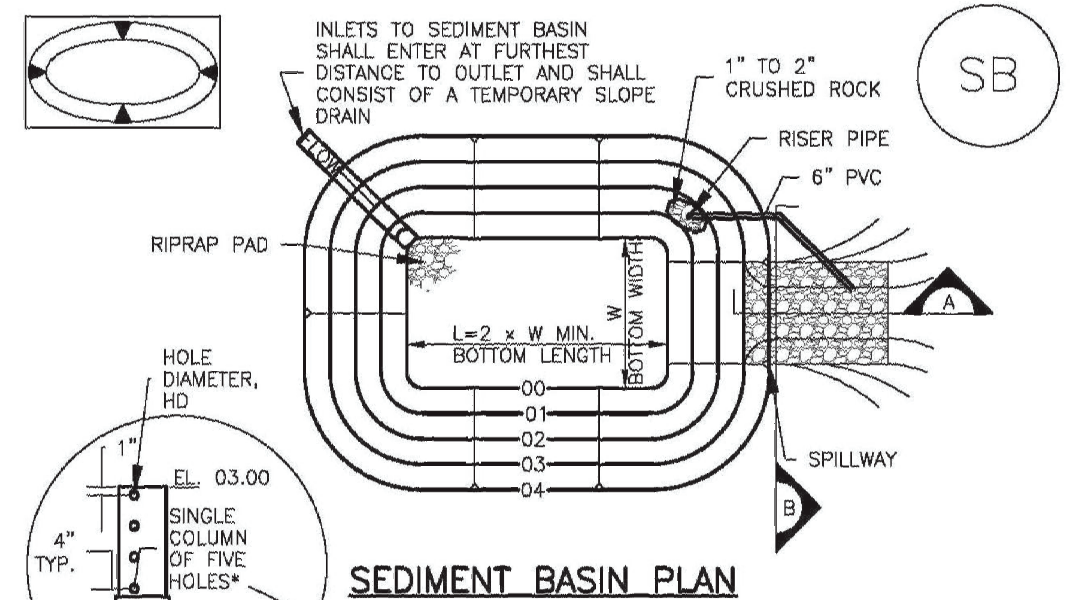 INLETS TO SEDIMENT BASIN
SHALL ENTER AT FURTHEST
DISTANCE TO OUTLET AND SHALL
CONSIST OF A TEMPORARY SLOPE
DRAIN
1" TO 2"
CRUSHED ROCK
SB
RISER PIPE
6" PVC
FLOW
RIPRAP PAD
W
BOTTOM WIDTH
A
L=2 x W MIN.
BOTTOM LENGTH
HOLE
DIAMETER,
HD
00
01
02
03
04
SPILLWAY
B
1"
EL. 03.00
4"
TYP.
SINGLE
COLUMN
OF FIVE
HOLES*
SEDIMENT BASIN PLAN